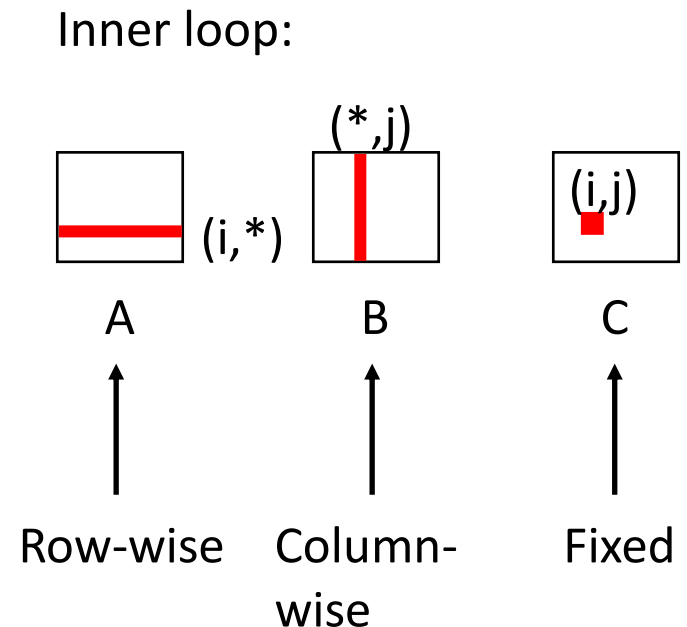 Inner loop:
(*,j)
(i,j)
(i,*)
A B C
Row-wise Column- Fixed
wise